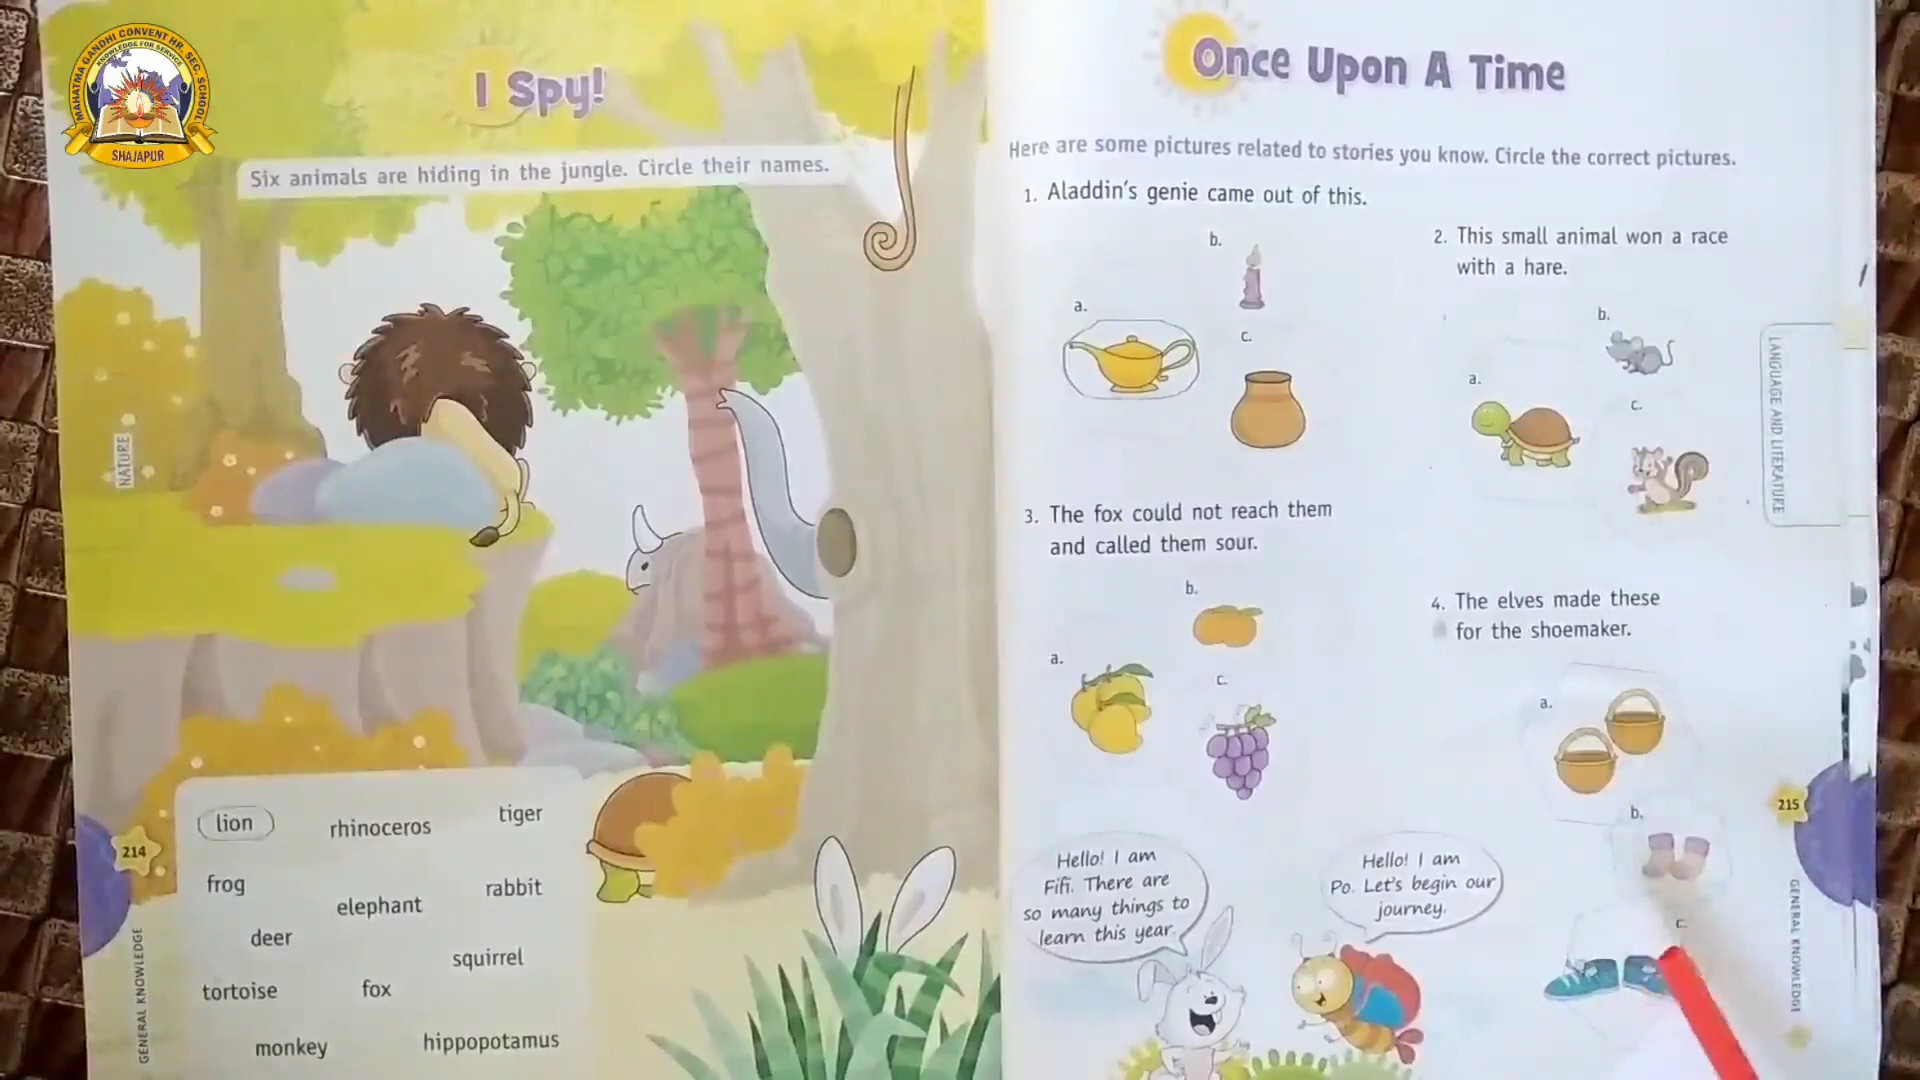 MAHATMA GANDHI CONVENT HR. SEC. SCHOOL
KNOWLEDGE FOR SERVICE
SHAJAPUR
I Spy!
Six animals are hiding in the jungle. Circle their names.
NATURE
lion
rhinoceros
tiger
frog
elephant
rabbit
deer
squirrel
tortoise
fox
monkey
hippopotamus
214
GENERAL KNOWLEDGE
Once Upon A Time
Here are some pictures related to stories you know. Circle the correct pictures.
1. Aladdin's genie came out of this.
a.
b.
c.
2. This small animal won a race
with a hare.
a.
b.
c.
3. The fox could not reach them
and called them sour.
a.
b.
c.
4. The elves made these
for the shoemaker.
a.
b.
c.
Hello! I am
Fifi. There are
so many things to
learn this year.
Hello! I am
Po. Let's begin our
journey.
LANGUAGE AND LITERATURE
215
GENERAL KNOWLEDGE